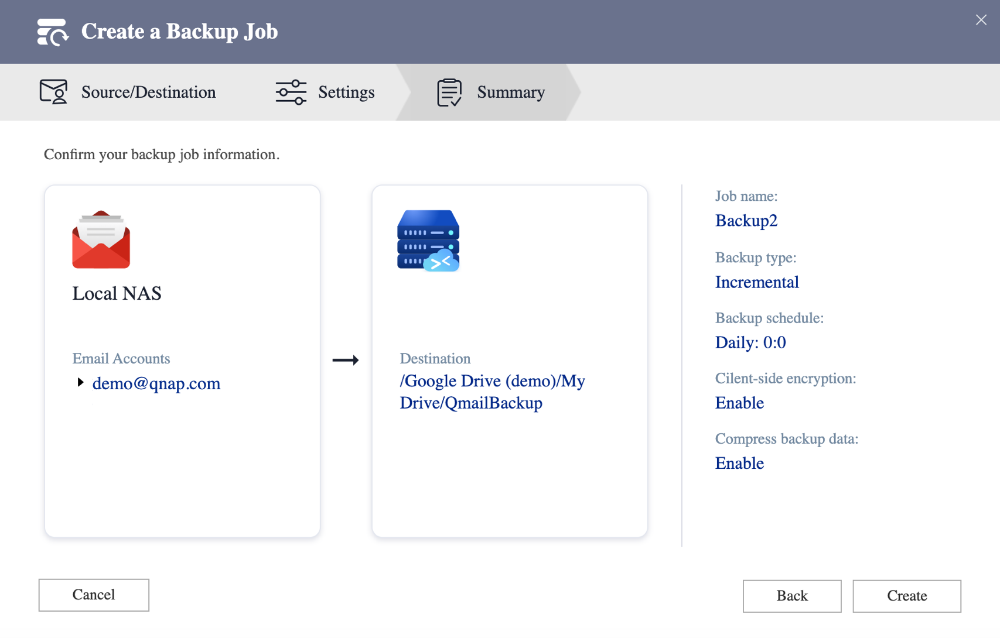 Create a Backup Job
Source/Destination
Settings
Summary
Confirm your backup job information.
Local NAS
Email Accounts
demo@qnap.com
Destination
/Google Drive (demo)/My
Drive/QmailBackup
Job name:
Backup2
Backup type:
Incremental
Backup schedule:
Daily: 0:0
Cilent-side encryption:
Enable
Compress backup data:
Enable
Cancel
Back
Create